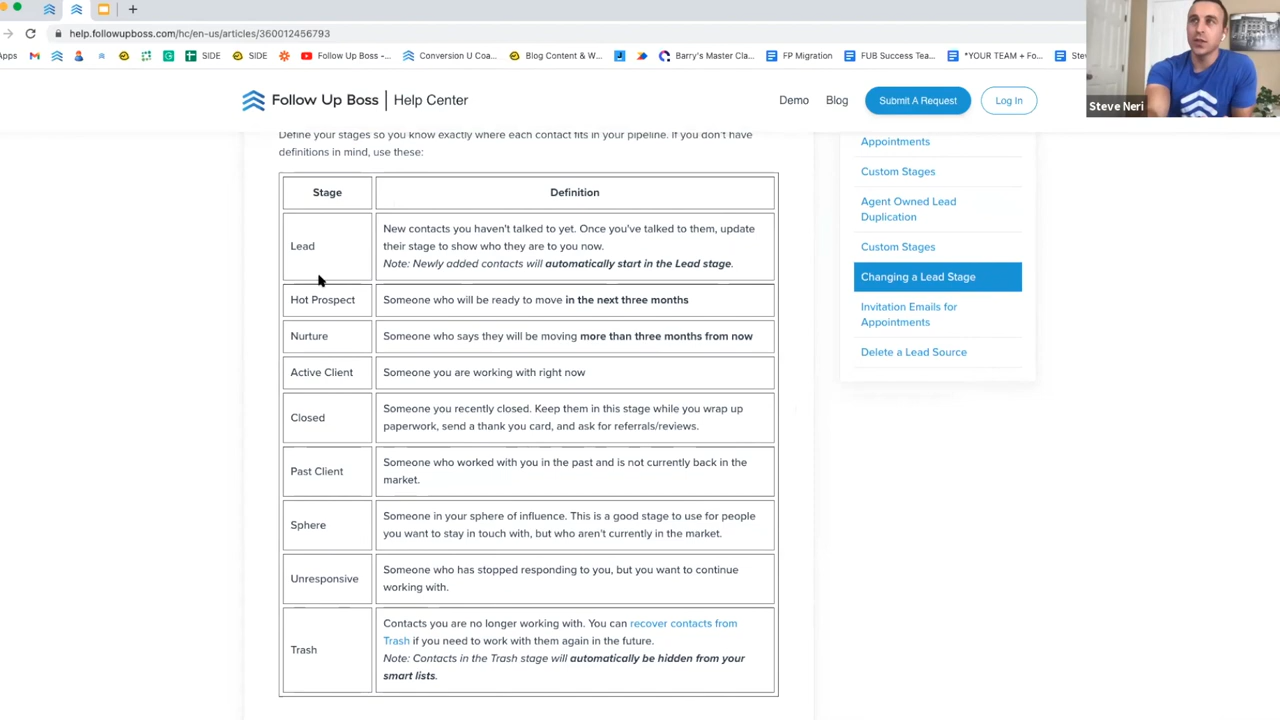 help.followupboss.com/hc/en-us/articles/360012456793
Apps
SIDE
SIDE
Follow Up Boss -...
Conversion U Coa...
Blog Content & W...
Barry's Master Cla...
FP Migration
FUB Success Tea...
*YOUR TEAM + Fo...
Follow Up Boss | Help Center
Demo
Blog
Submit A Request
Log In
Steve Neri
Define your stages so you know exactly where each contact fits in your pipeline. If you don't have
definitions in mind, use these:
Stage
Definition
Lead
New contacts you haven't talked to yet. Once you've talked to them, update
their stage to show who they are to you now.
Note: Newly added contacts will automatically start in the Lead stage.
Hot Prospect
Someone who will be ready to move in the next three months
Nurture
Someone who says they will be moving more than three months from now
Active Client
Someone you are working with right now
Closed
Someone you recently closed. Keep them in this stage while you wrap up
paperwork, send a thank you card, and ask for referrals/reviews.
Past Client
Someone who worked with you in the past and is not currently back in the
market.
Sphere
Someone in your sphere of influence. This is a good stage to use for people
you want to stay in touch with, but who aren't currently in the market.
Unresponsive
Someone who has stopped responding to you, but you want to continue
working with.
Trash
Contacts you are no longer working with. You can recover contacts from
Trash if you need to work with them again in the future.
Note: Contacts in the Trash stage will automatically be hidden from your
smart lists.
Appointments
Custom Stages
Agent Owned Lead
Duplication
Custom Stages
Changing a Lead Stage
Invitation Emails for
Appointments
Delete a Lead Source